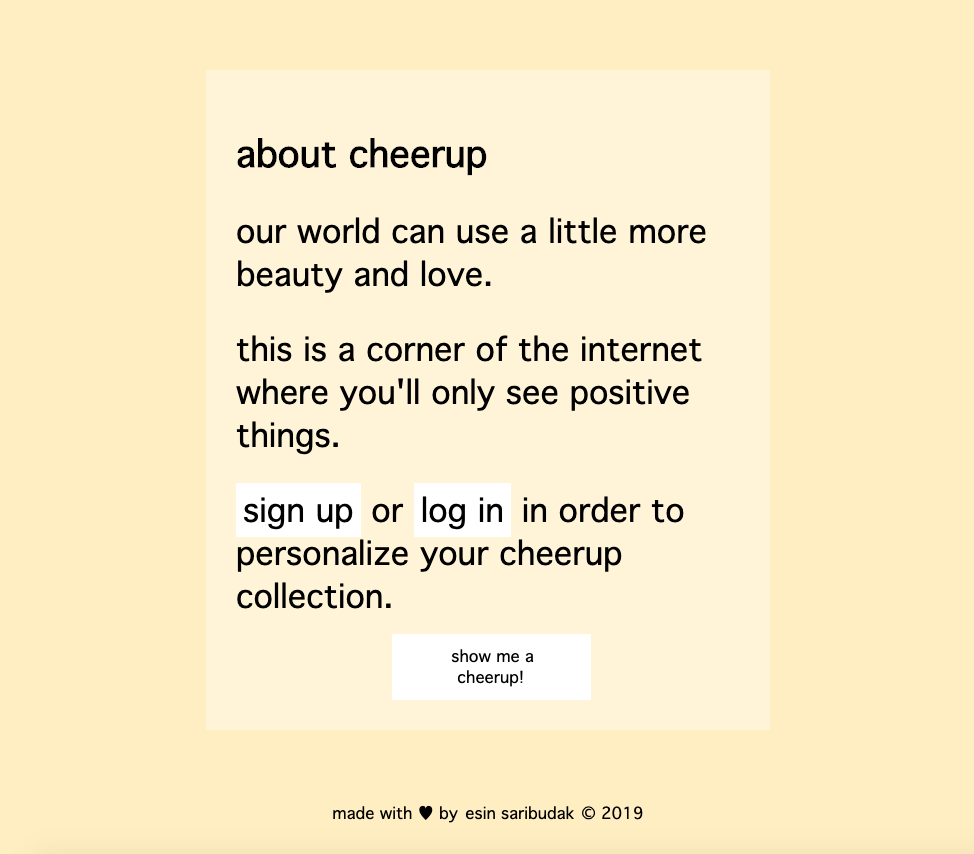 about cheerup
our world can use a little more
beauty and love.
this is a corner of the internet
where you'll only see positive
things.
sign up or log in in order to
personalize your cheerup
collection.
show me a
cheerup!
made with ♥ by esin saribudak © 2019